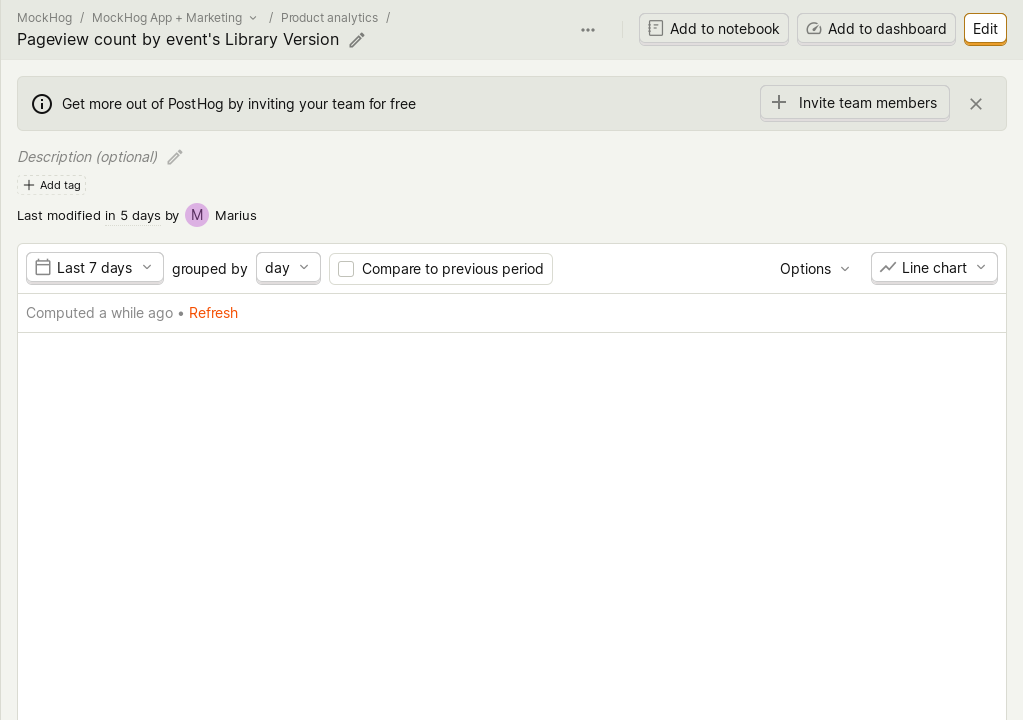 MockHog / MockHog App + Marketing / Product analytics /
Pageview count by event's Library Version
Add to notebook
Add to dashboard
Edit
Get more out of PostHog by inviting your team for free
Invite team members
Description (optional)
Add tag
Last modified in 5 days by M Marius
Last 7 days grouped by day Compare to previous period Options Line chart
Computed a while ago • Refresh